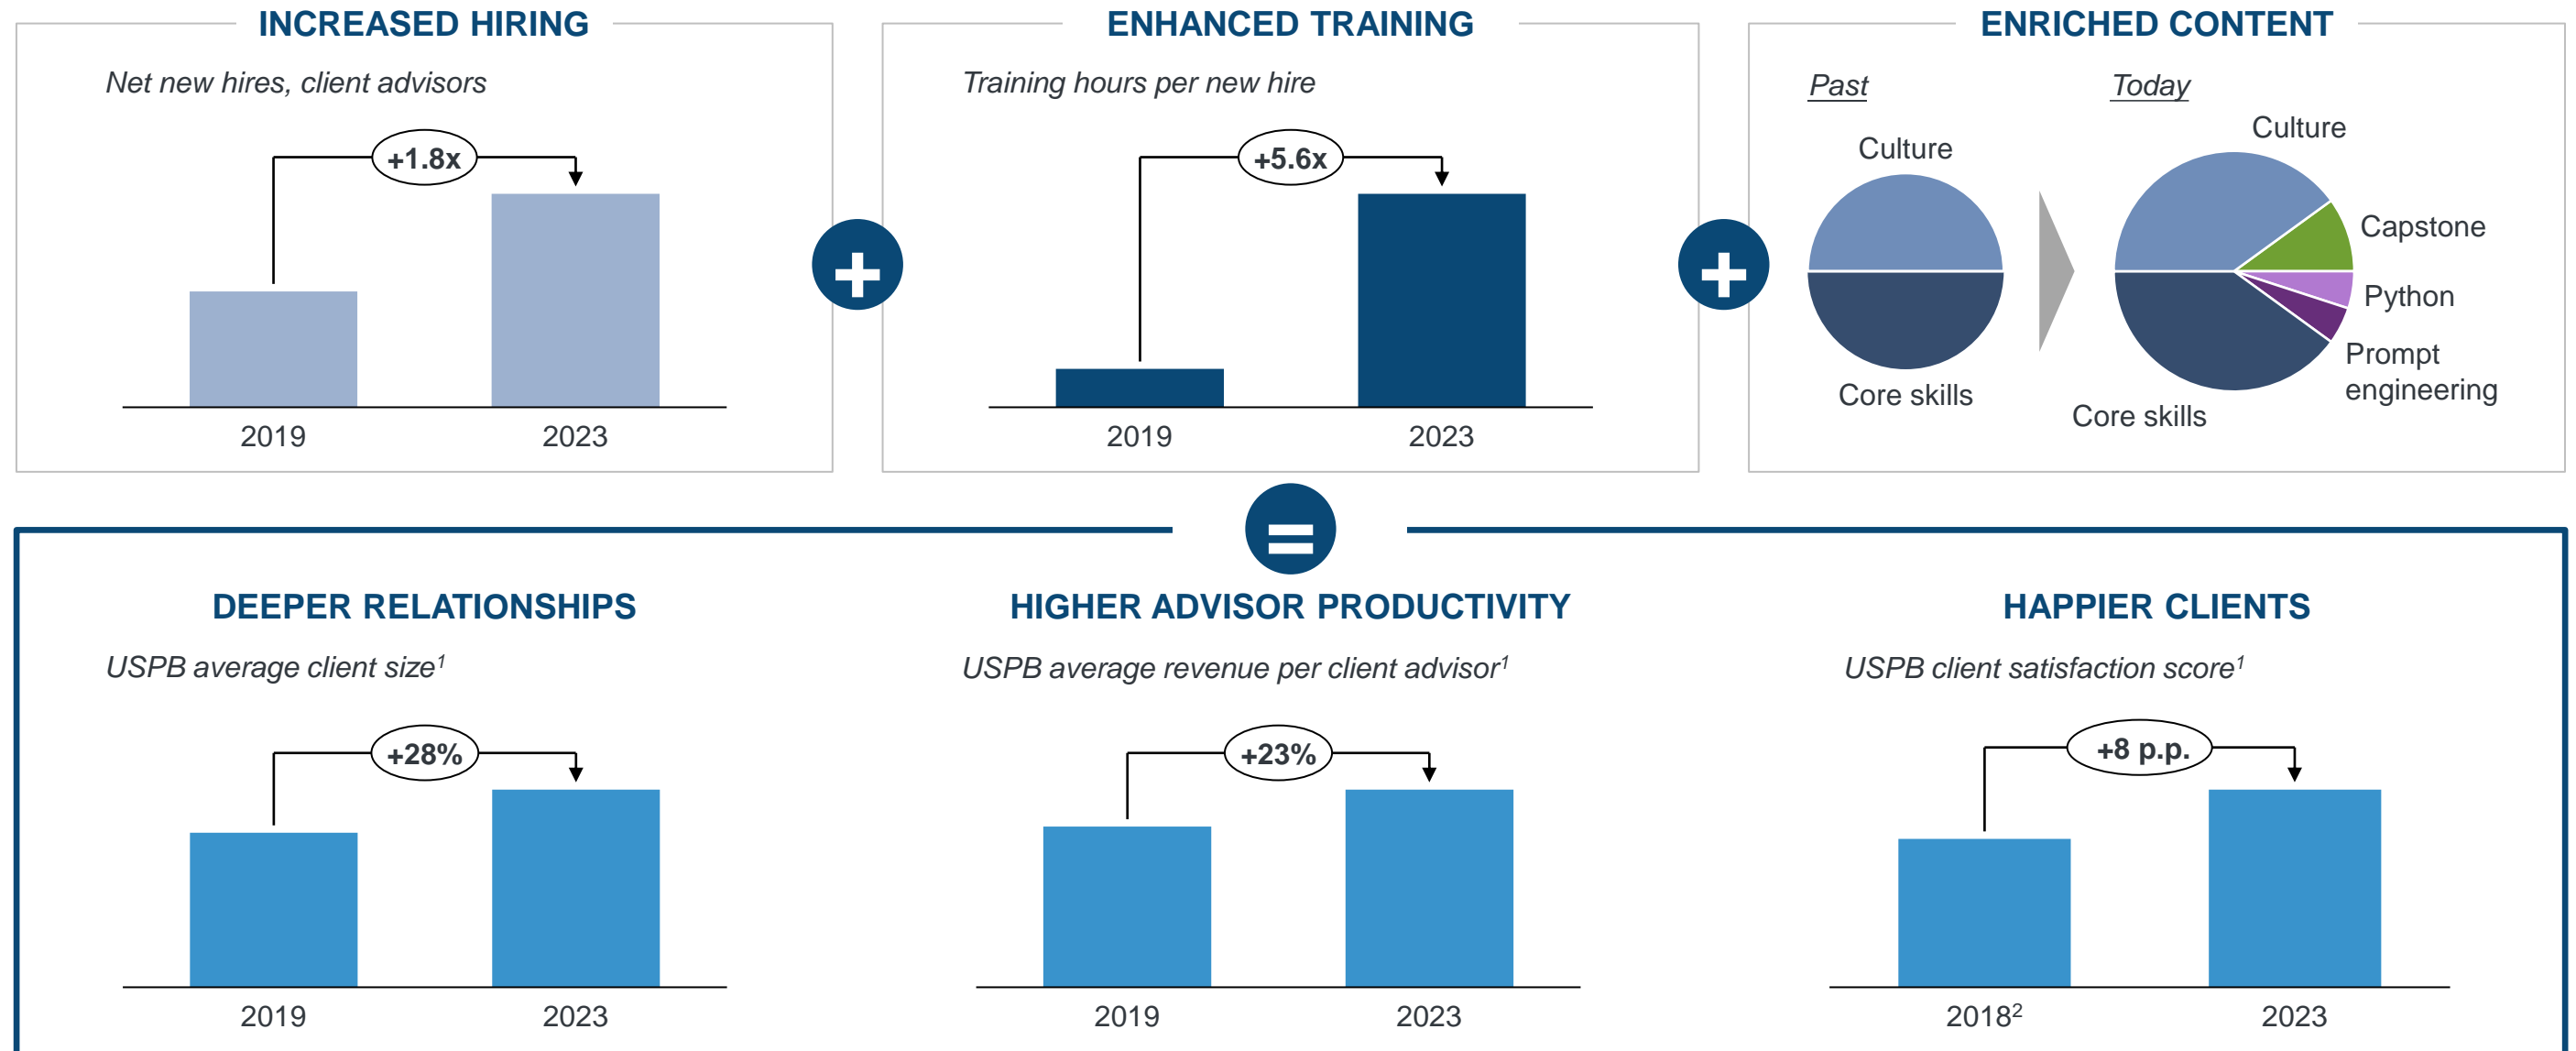 INCREASED HIRING
Net new hires, client advisors
+1.8x
2019
2023
+
ENHANCED TRAINING
Training hours per new hire
+5.6x
2019
2023
+
ENRICHED CONTENT
Past
Today
Culture
Core skills
Culture
Capstone
Python
Prompt
engineering
Core skills
=
DEEPER RELATIONSHIPS
USPB average client size¹
+28%
2019
2023
HIGHER ADVISOR PRODUCTIVITY
USPB average revenue per client advisor¹
+23%
2019
2023
HAPPIER CLIENTS
USPB client satisfaction score¹
+8 p.p.
2018²
2023